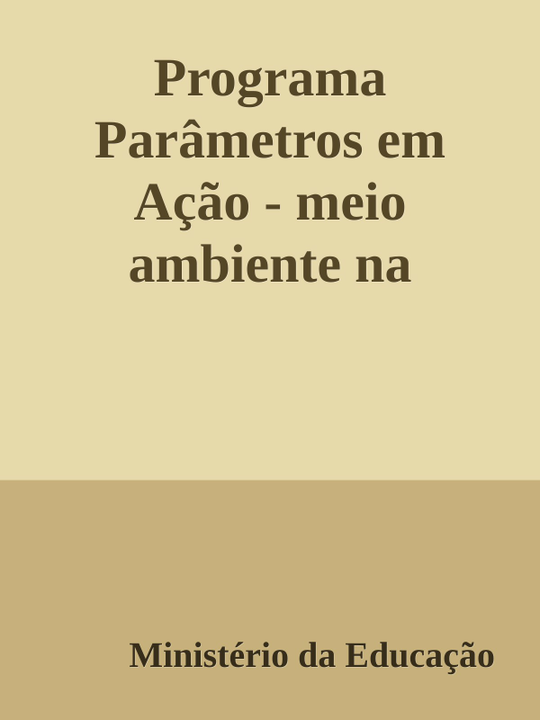 Programa
Parâmetros em
Ação - meio
ambiente na
Ministério da Educação